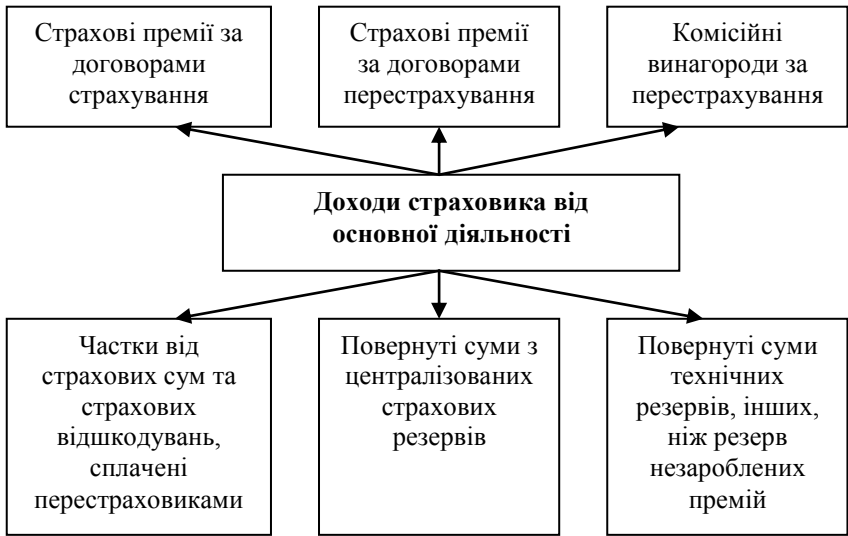 Страхові премії за
договорами
страхування
Страхові премії
за договорами
перестрахування
Комісійні
винагороди за
перестрахування
Доходи страховика від
основної діяльності
Частки від
страхових сум та
страхових
відшкодувань,
сплачені
перестраховиками
Повернуті суми з
централізованих
страхових
резервів
Повернуті суми
технічних
резервів, інших,
ніж резерв
незароблених
премій